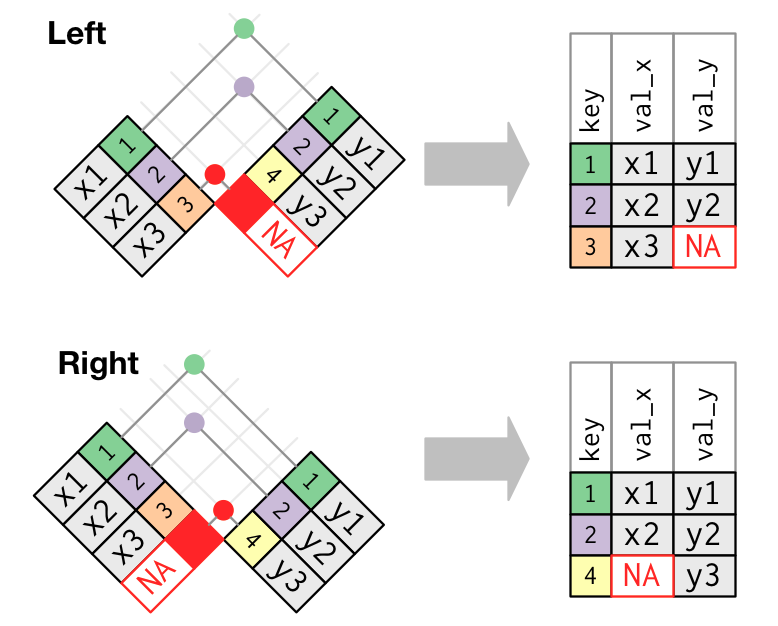 Left
1 x1
2 x2
3 x3
1 y1
2 y2
4 y3
NA
key val_x val_y
1 x1 y1
2 x2 y2
3 x3 NA
Right
1 x1
2 x2
3 x3
NA
1 y1
2 y2
4 y3
key val_x val_y
1 x1 y1
2 x2 y2
4 NA y3